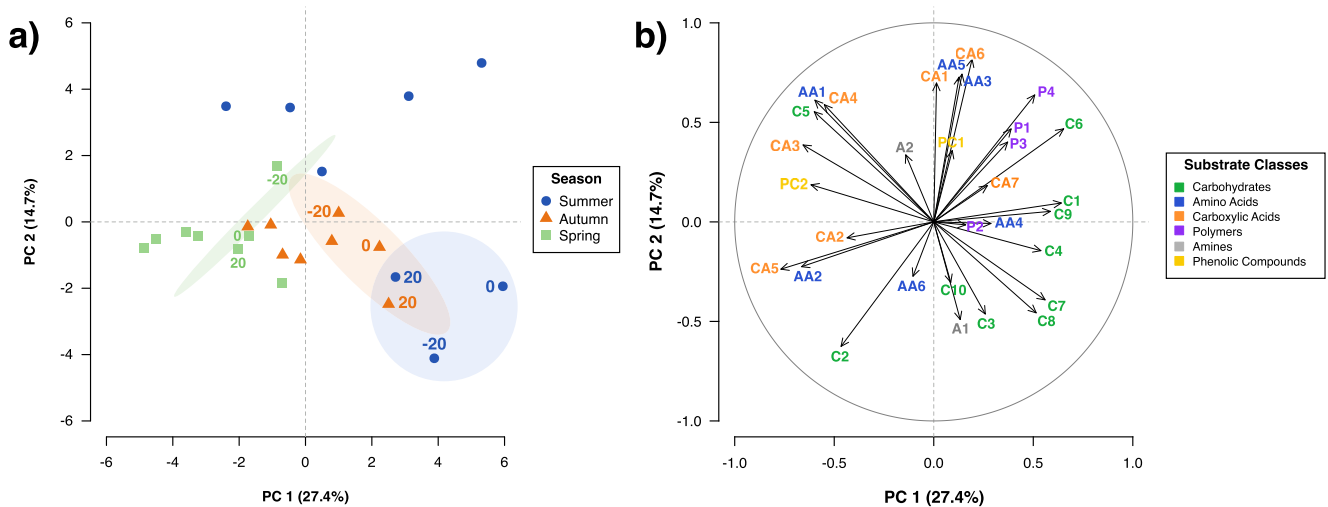 a)
6
4
2
0
-2
-4
-6
PC 2 (14.7%)
-20
0
20
-20
0
20
20
0
-20
-6
-4
-2
0
2
4
6
PC 1 (27.4%)
Season
Summer
Autumn
Spring
b)
1.0
0.5
0.0
-0.5
-1.0
PC 2 (14.7%)
CA6
AA5
CA1
AA3
AA1
CA4
P4
C5
C6
P1
CA3
PC1
P3
A2
PC2
CA7
C1
C9
P2
AA4
CA2
C4
CA5
AA2
AA6
C10
C7
C3
C8
A1
C2
-1.0
-0.5
0.0
0.5
1.0
PC 1 (27.4%)
Substrate Classes
Carbohydrates
Amino Acids
Carboxylic Acids
Polymers
Amines
Phenolic Compounds